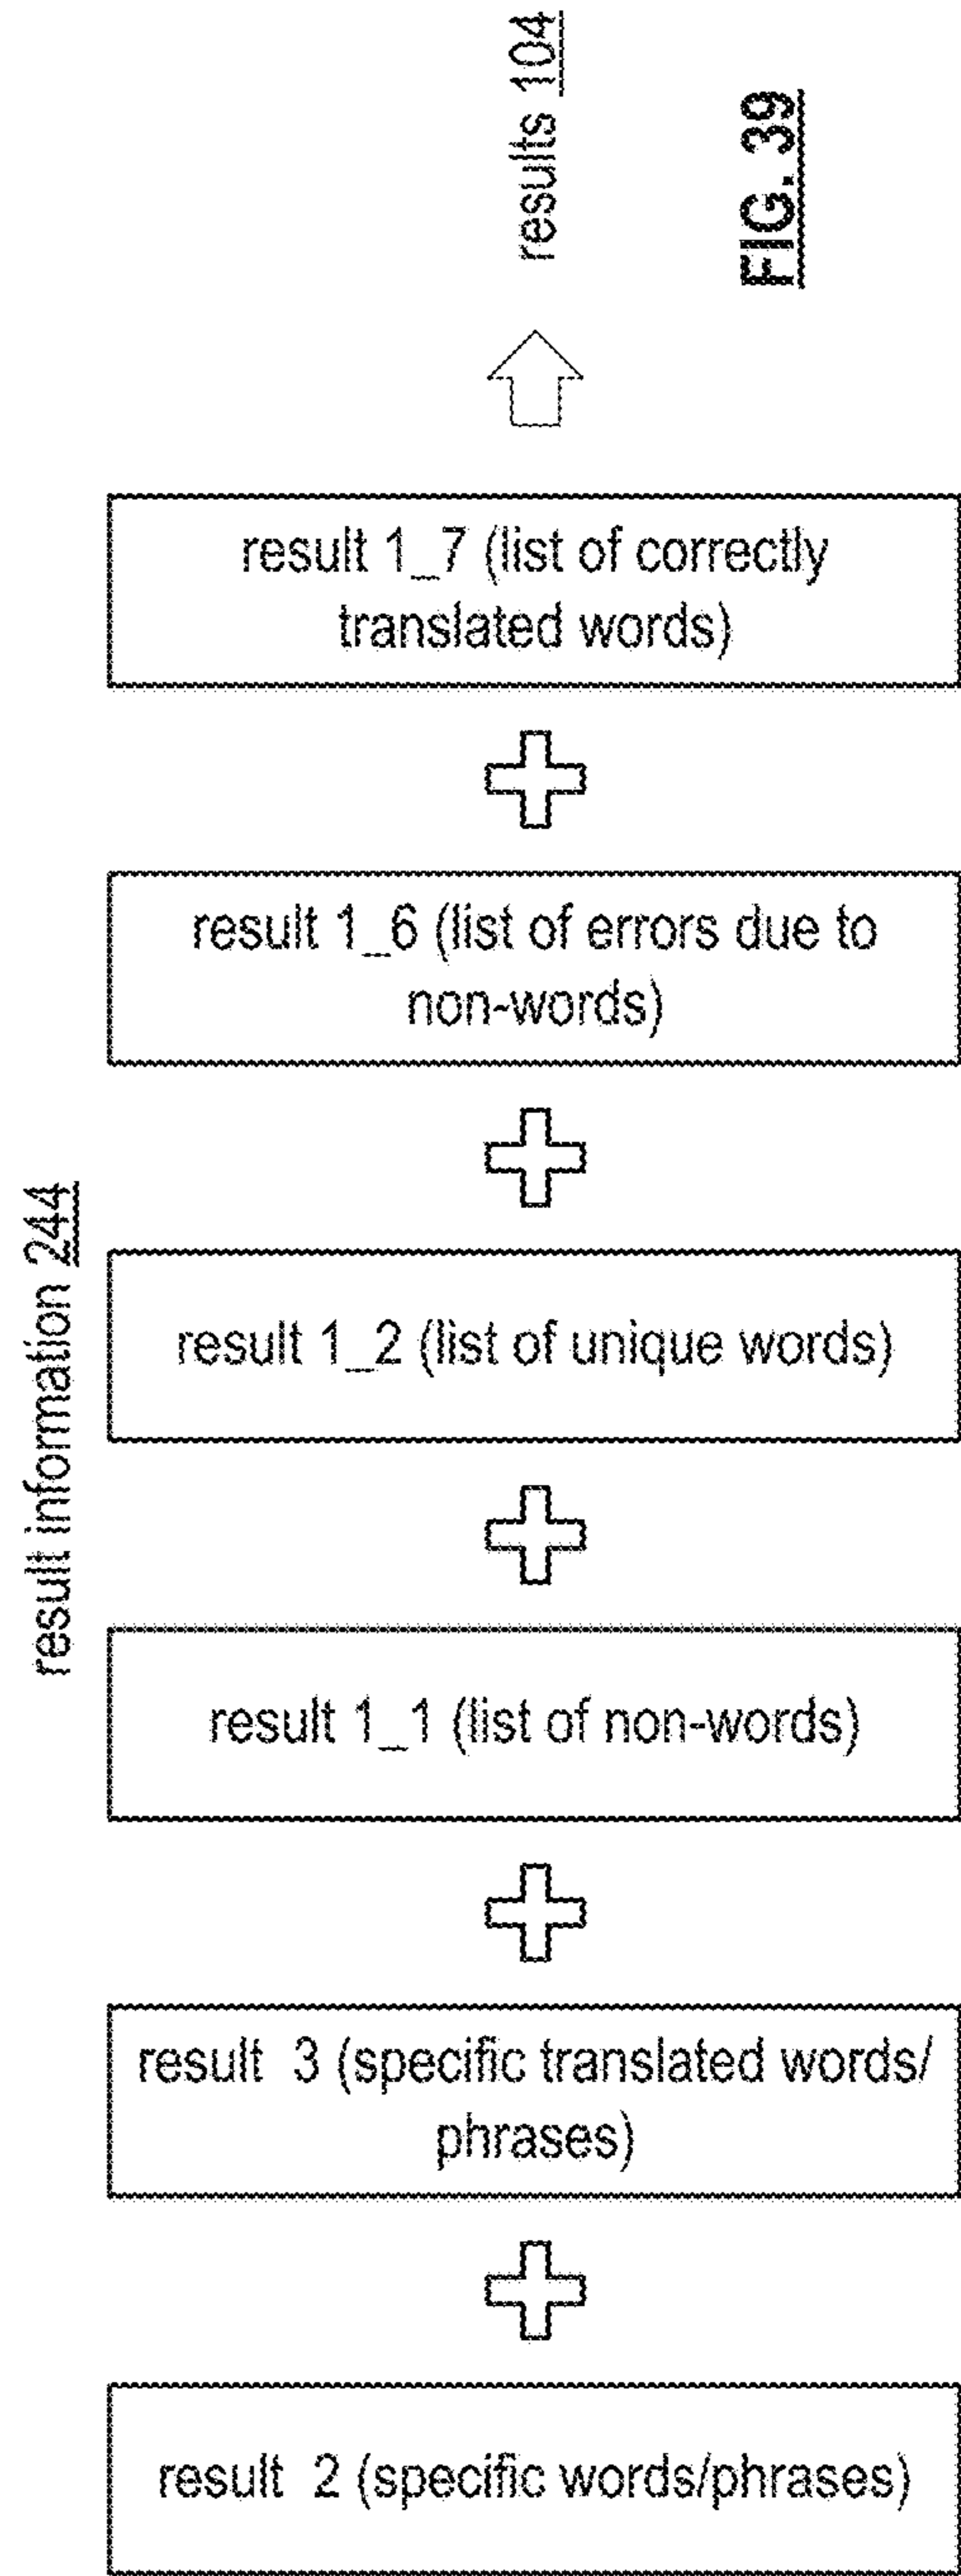 results 104
FIG. 39
result 1_7 (list of correctly
translated words)
result 1_6 (list of errors due to
non-words)
result information 244
result 1_2 (list of unique words)
result 1_1 (list of non-words)
result 3 (specific translated words/
phrases)
result 2 (specific words/phrases)